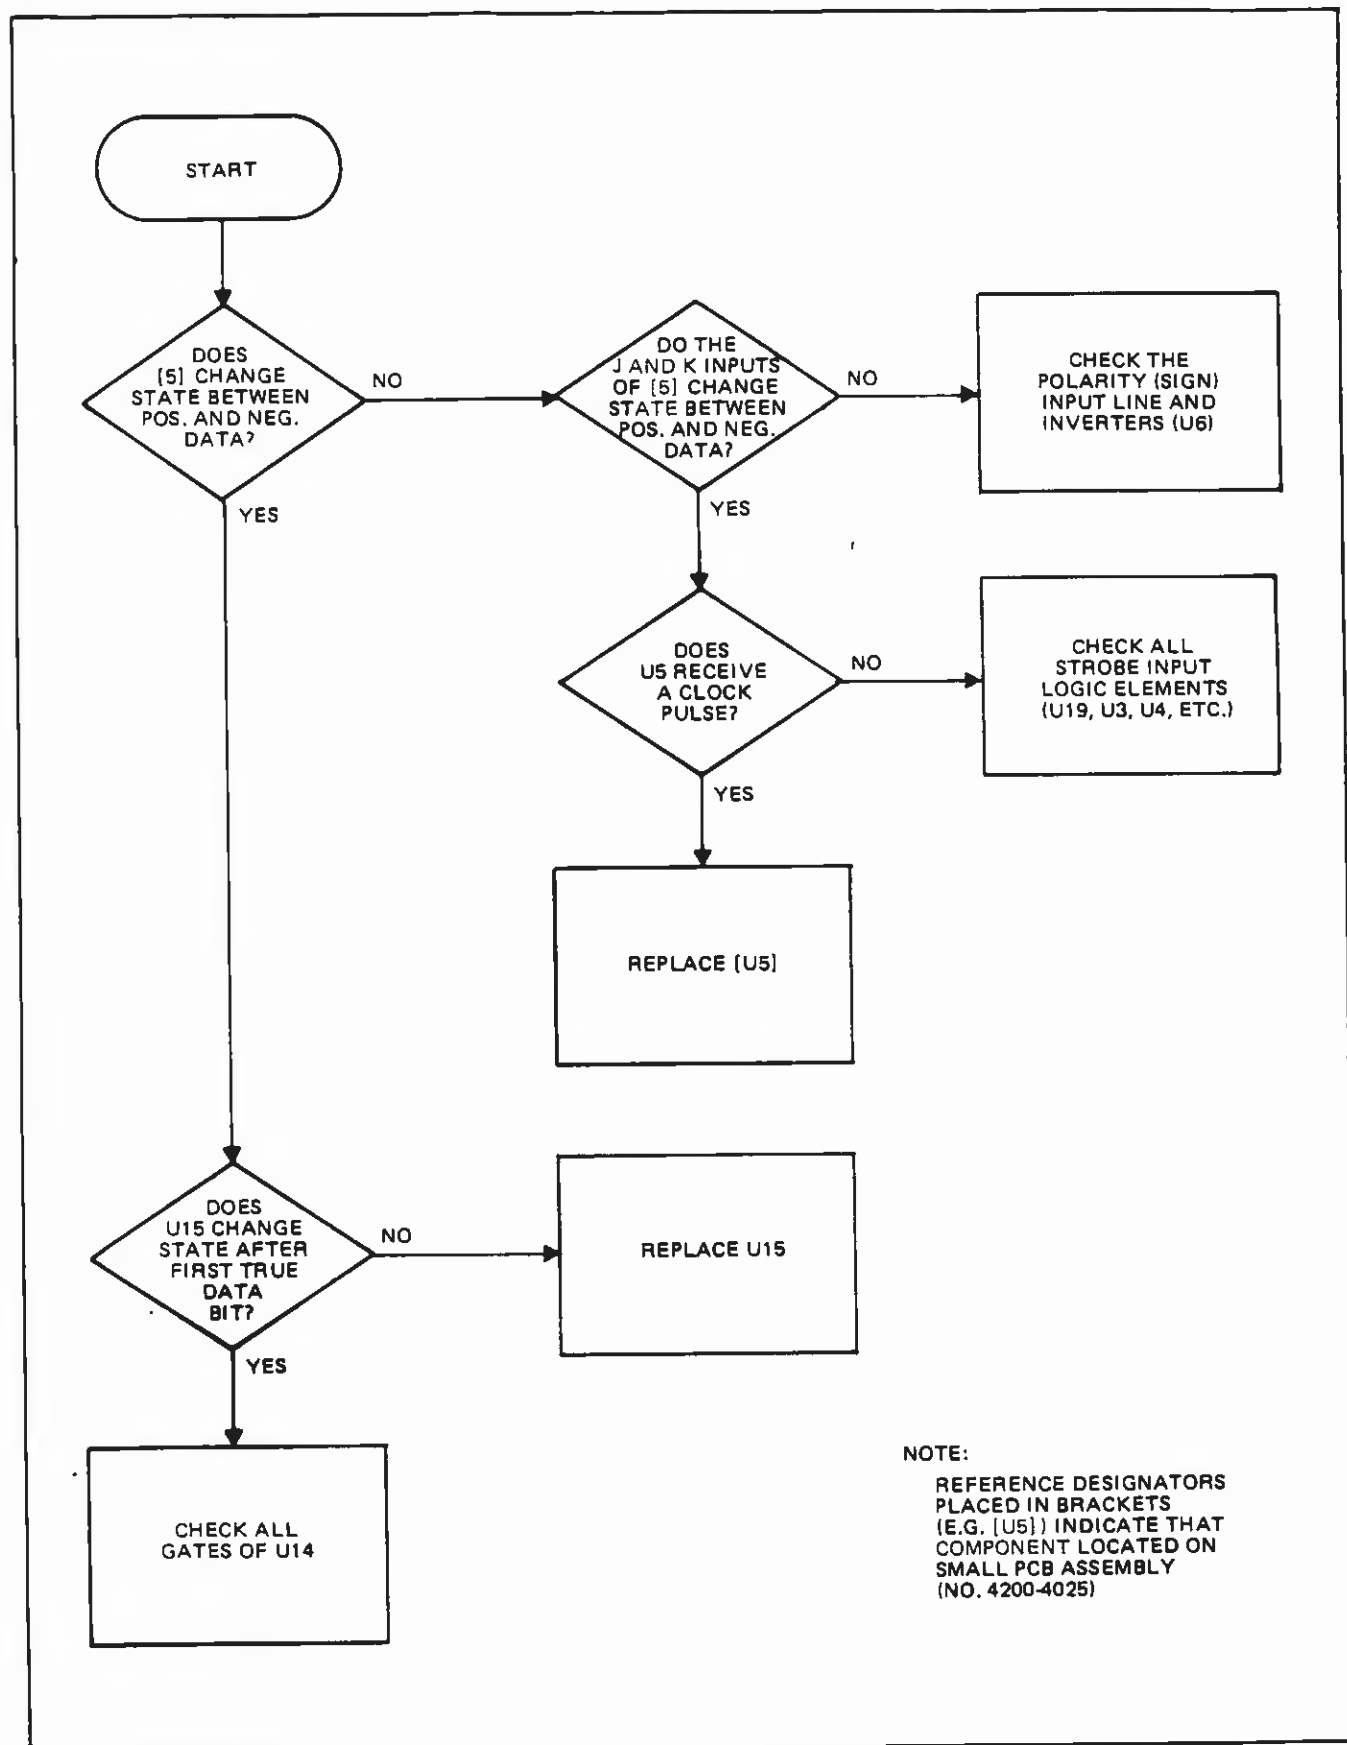 START
DOES
[5] CHANGE
STATE BETWEEN
POS. AND NEG.
DATA?
NO
YES
DO THE
J AND K INPUTS
OF [5] CHANGE
STATE BETWEEN
POS. AND NEG.
DATA?
NO
YES
CHECK THE
POLARITY (SIGN)
INPUT LINE AND
INVERTERS (U6)
DOES
U5 RECEIVE
A CLOCK
PULSE?
NO
YES
CHECK ALL
STROBE INPUT
LOGIC ELEMENTS
(U19, U3, U4, ETC.)
REPLACE [U5]
DOES
U15 CHANGE
STATE AFTER
FIRST TRUE
DATA
BIT?
NO
YES
REPLACE U15
CHECK ALL
GATES OF U14
NOTE:
REFERENCE DESIGNATORS
PLACED IN BRACKETS
(E.G. [U5]) INDICATE THAT
COMPONENT LOCATED ON
SMALL PCB ASSEMBLY
(NO. 4200-4025)